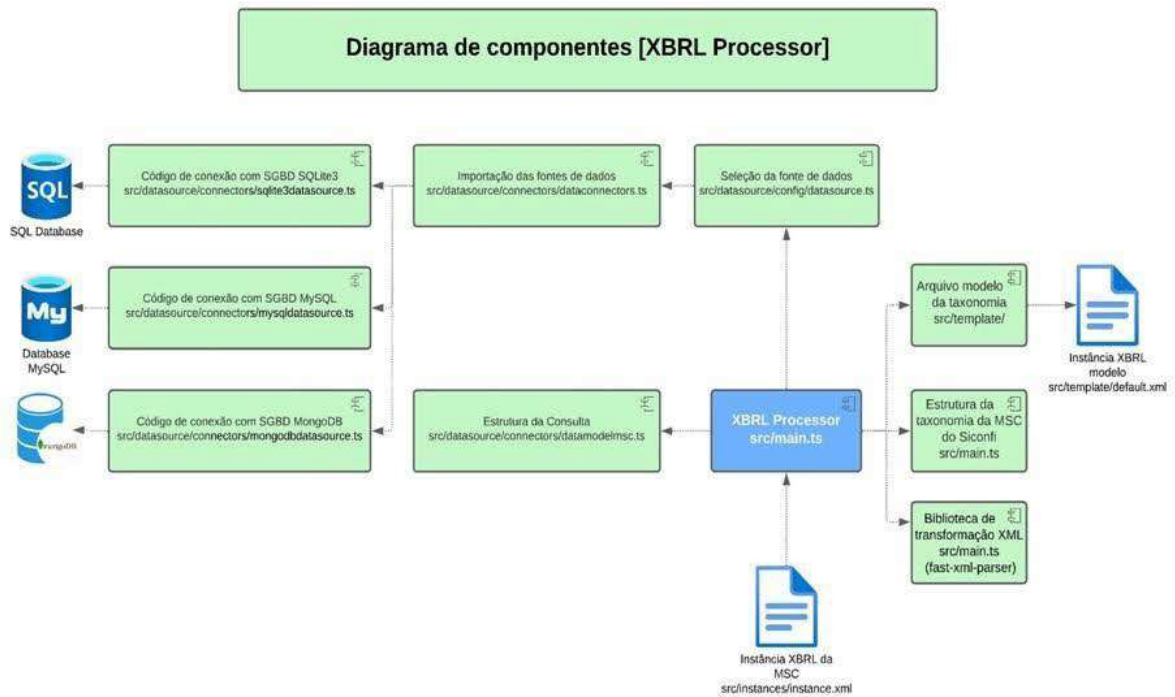 Diagrama de componentes [XBRL Processor]
SQL
SQL Database
Código de conexão com SGBD SQLite3
src/datasource/connectors/sqlite3datasource.ts
Importação das fontes de dados
src/datasource/connectors/dataconnectors.ts
Seleção da fonte de dados
src/datasource/config/datasource.ts
My
Database
MySQL
Código de conexão com SGBD MySQL
src/datasource/connectors/mysqldatasource.ts
Arquivo modelo
da taxonomia
src/template/
Instância XBRL
modelo
src/template/default.xml
mongoDB
Código de conexão com SGBD MongoDB
src/datasource/connectors/mongodbdatasource.ts
Estrutura da Consulta
src/datasource/connectors/datamodelmsc.ts
XBRL Processor
src/main.ts
Estrutura da
taxonomia da MSC
do Siconfi
src/main.ts
Biblioteca de
transformação XML
src/main.ts
(fast-xml-parser)
Instância XBRL da
MSC
src/instances/instance.xml